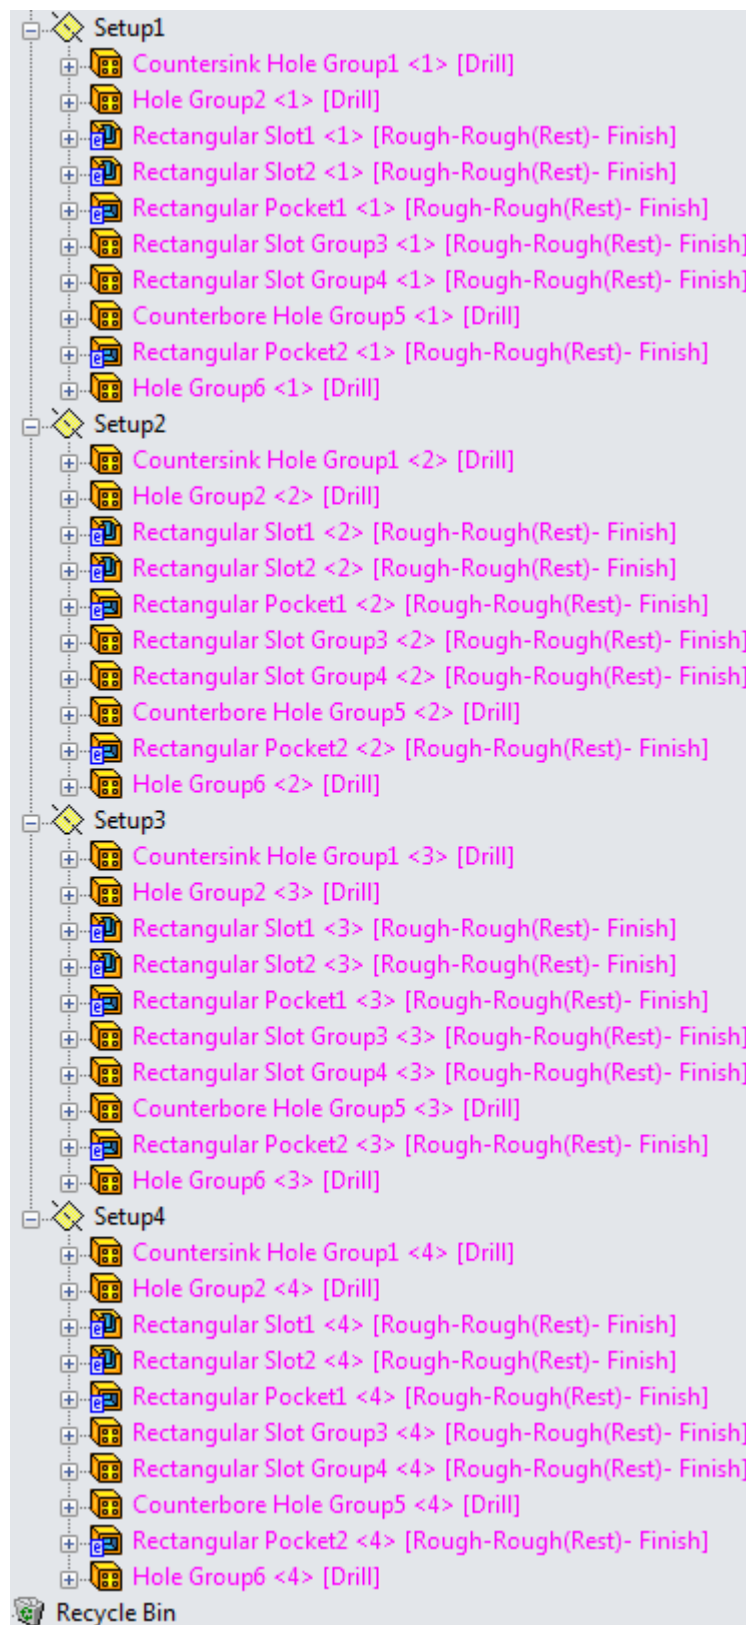 Setup1
Countersink Hole Group1 <1> [Drill]
Hole Group2 <1> [Drill]
Rectangular Slot1 <1> [Rough-Rough(Rest)- Finish]
Rectangular Slot2 <1> [Rough-Rough(Rest)- Finish]
Rectangular Pocket1 <1> [Rough-Rough(Rest)- Finish]
Rectangular Slot Group3 <1> [Rough-Rough(Rest)- Finish]
Rectangular Slot Group4 <1> [Rough-Rough(Rest)- Finish]
Counterbore Hole Group5 <1> [Drill]
Rectangular Pocket2 <1> [Rough-Rough(Rest)- Finish]
Hole Group6 <1> [Drill]
Setup2
Countersink Hole Group1 <2> [Drill]
Hole Group2 <2> [Drill]
Rectangular Slot1 <2> [Rough-Rough(Rest)- Finish]
Rectangular Slot2 <2> [Rough-Rough(Rest)- Finish]
Rectangular Pocket1 <2> [Rough-Rough(Rest)- Finish]
Rectangular Slot Group3 <2> [Rough-Rough(Rest)- Finish]
Rectangular Slot Group4 <2> [Rough-Rough(Rest)- Finish]
Counterbore Hole Group5 <2> [Drill]
Rectangular Pocket2 <2> [Rough-Rough(Rest)- Finish]
Hole Group6 <2> [Drill]
Setup3
Countersink Hole Group1 <3> [Drill]
Hole Group2 <3> [Drill]
Rectangular Slot1 <3> [Rough-Rough(Rest)- Finish]
Rectangular Slot2 <3> [Rough-Rough(Rest)- Finish]
Rectangular Pocket1 <3> [Rough-Rough(Rest)- Finish]
Rectangular Slot Group3 <3> [Rough-Rough(Rest)- Finish]
Rectangular Slot Group4 <3> [Rough-Rough(Rest)- Finish]
Counterbore Hole Group5 <3> [Drill]
Rectangular Pocket2 <3> [Rough-Rough(Rest)- Finish]
Hole Group6 <3> [Drill]
Setup4
Countersink Hole Group1 <4> [Drill]
Hole Group2 <4> [Drill]
Rectangular Slot1 <4> [Rough-Rough(Rest)- Finish]
Rectangular Slot2 <4> [Rough-Rough(Rest)- Finish]
Rectangular Pocket1 <4> [Rough-Rough(Rest)- Finish]
Rectangular Slot Group3 <4> [Rough-Rough(Rest)- Finish]
Rectangular Slot Group4 <4> [Rough-Rough(Rest)- Finish]
Counterbore Hole Group5 <4> [Drill]
Rectangular Pocket2 <4> [Rough-Rough(Rest)- Finish]
Hole Group6 <4> [Drill]
Recycle Bin